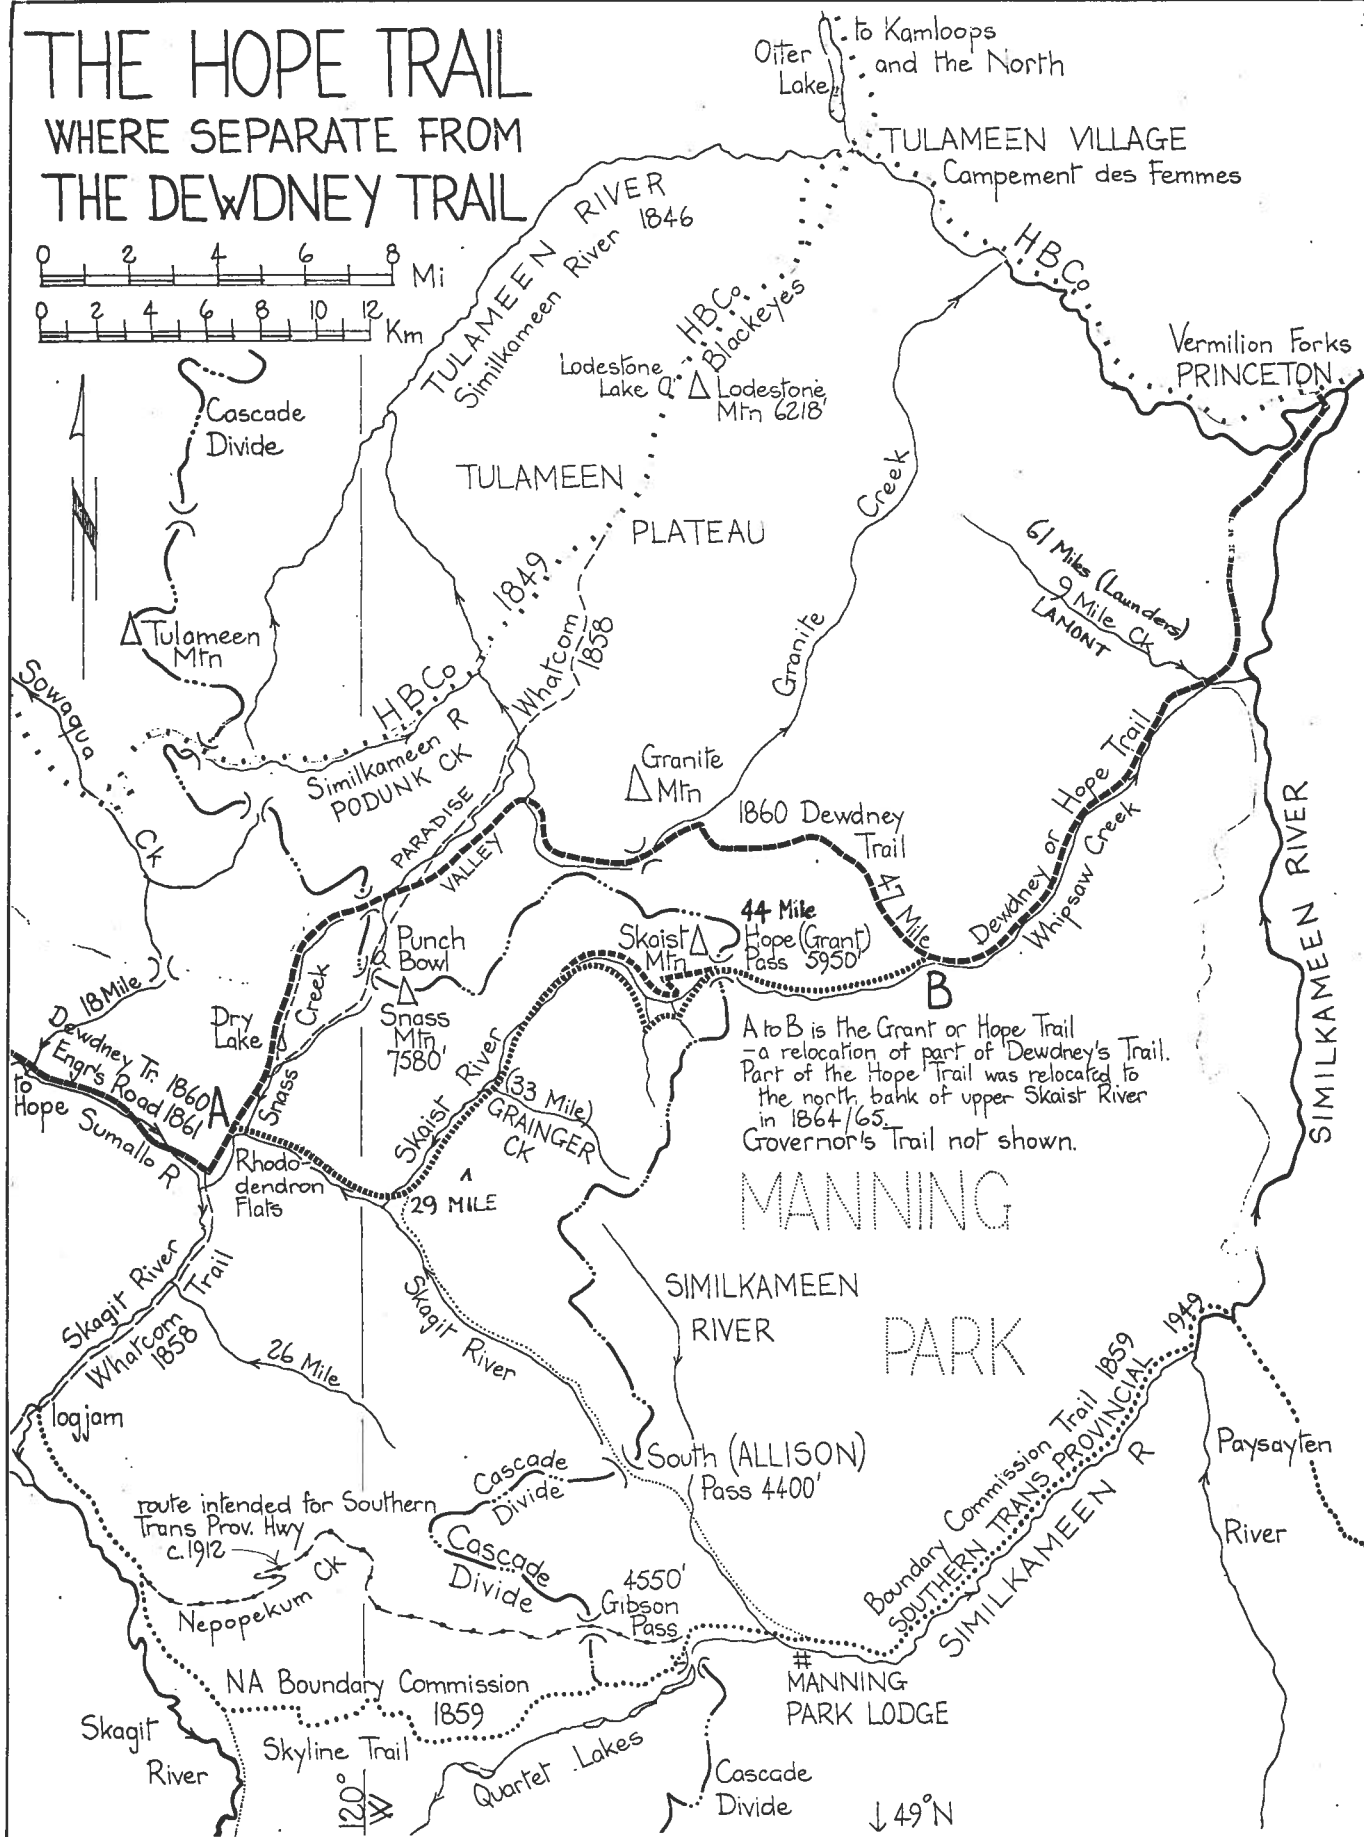 THE HOPE TRAIL
WHERE SEPARATE FROM
THE DEWDNEY TRAIL
0 2 4 6 8 Mi
0 2 4 6 8 10 12 Km
Otter
Lake
to Kamloops
and the North
TULAMEEN VILLAGE
Campement des Femmes
TULAMEEN RIVER
Similkameen River 1846
HBCo
HBCo
Blackeyes
Lodestone
Lake
Lodestone
Mtn 6218'
Vermilion Forks
PRINCETON
Cascade
Divide
TULAMEEN
PLATEAU
Granite Creek
61 Miles (Launders)
9 Mile Ck
LAMONT
1849
Whatcom
1858
Tulameen
Mtn
Sowaqua
Ck
HBCo
Similkameen R
PODUNK CK
PARADISE
VALLEY
Granite
Mtn
1860 Dewdney
Trail
47 Mile
Dewdney or Hope Trail
Whipsaw Creek
SIMILKAMEEN RIVER
44 Mile
Hope (Grant)
Pass 5950'
Skaist
Mtn
Punch
Bowl
Snass
Mtn
7580'
18 Mile
Dry
Lake
Snass Creek
Dewdney Tr. 1860
Engr's Road 1861
to
Hope
Sumallo R
A
B
A to B is the Grant or Hope Trail
- a relocation of part of Dewdney's Trail.
Part of the Hope Trail was relocated to
the north bank of upper Skaist River
in 1864/65.
Governor's Trail not shown.
Skaist River
(33 Mile)
GRAINGER
CK
29 MILE
Rhodo-
dendron
Flats
MANNING
PARK
Skagit River
Trail
Whatcom
1858
26 Mile
Skagit River
SIMILKAMEEN
RIVER
logjam
South (ALLISON)
Pass 4400'
Cascade
Divide
Cascade
Divide
route intended for Southern
Trans Prov. Hwy
c.1912
Nepopekum CK
4550'
Gibson
Pass
Boundary Commission Trail 1859
SOUTHERN TRANS PROVINCIAL 1949
SIMILKAMEEN R
Paysayten
River
#
MANNING
PARK LODGE
NA Boundary Commission
1859
Skyline Trail
Skagit
River
Quartet Lakes
Cascade
Divide
120°
W
49°N